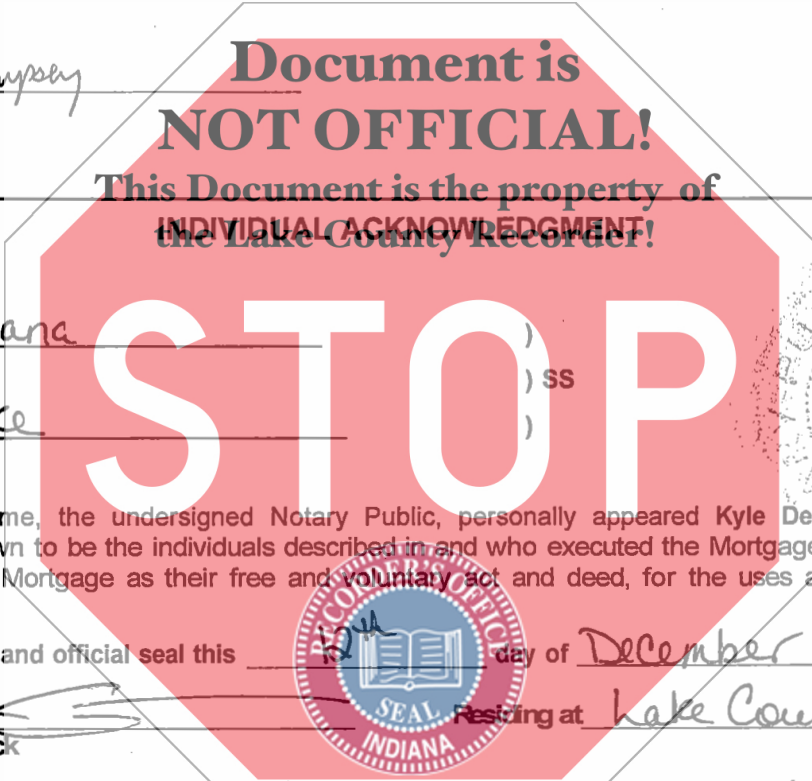 Document is
NOT OFFICIAL!
This Document is the property of
INDIVIDUAL ACKNOWLEDGMENT
the Lake County Recorder!
STOP
ana
)
) SS
)
me, the undersigned Notary Public, personally appeared Kyle De
wn to be the individuals described in and who executed the Mortgage
Mortgage as their free and voluntary act and deed, for the uses a
and official seal this 12th day of December
Residing at Lake Cou
k
RECORDER'S OFFICE
SEAL
INDIANA